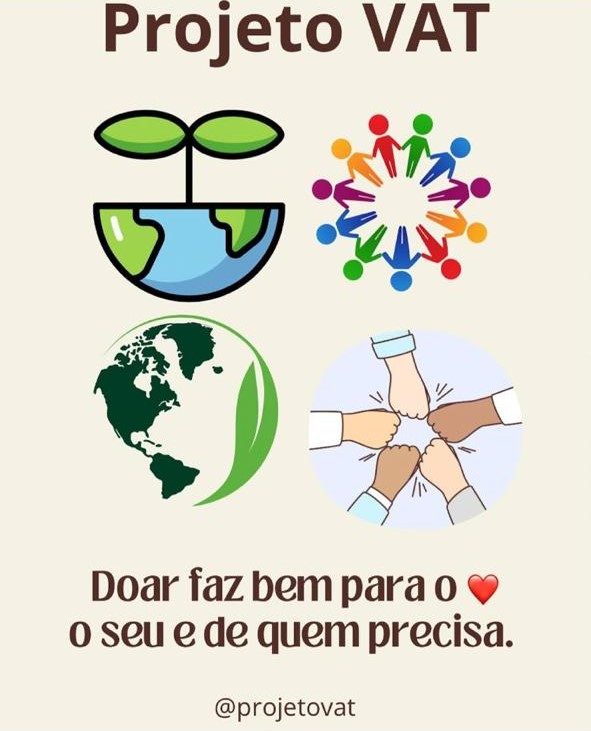 Projeto VAT
Doar faz bem para o ❤️
o seu e de quem precisa.
@projetovat